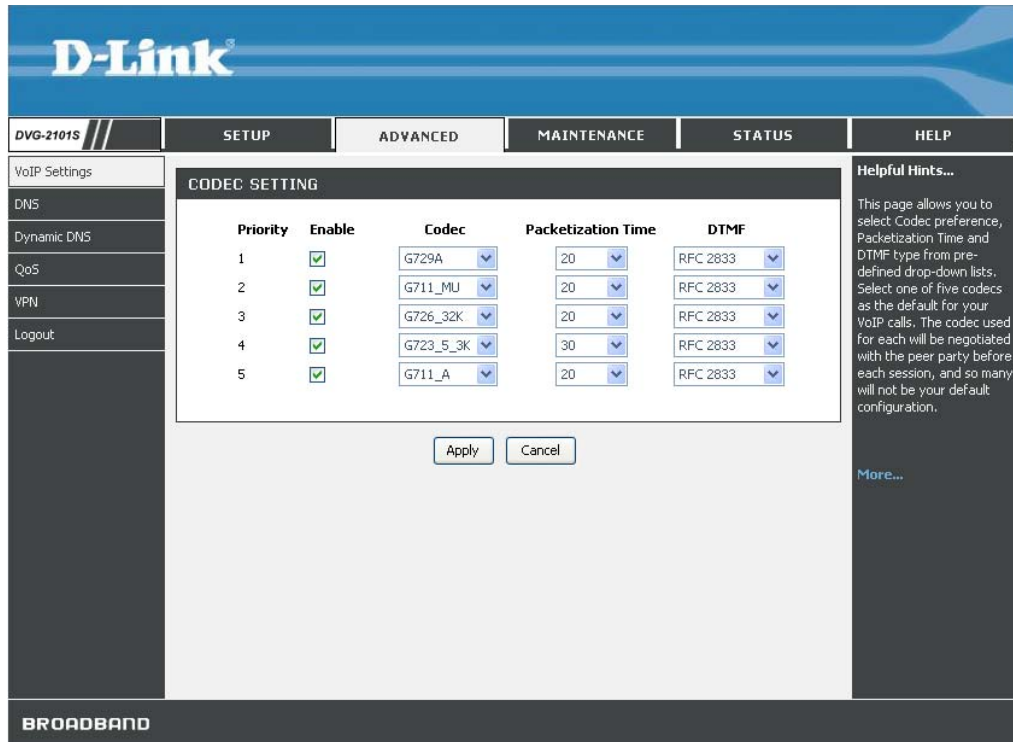 D-Link®
DVG-2101S
SETUP
ADVANCED
MAINTENANCE
STATUS
HELP
VoIP Settings
DNS
Dynamic DNS
QoS
VPN
Logout
CODEC SETTING
Priority Enable Codec Packetization Time DTMF
1 G729A 20 RFC 2833
2 G711_MU 20 RFC 2833
3 G726_32K 20 RFC 2833
4 G723_5_3K 30 RFC 2833
5 G711_A 20 RFC 2833
Apply Cancel
Helpful Hints...
This page allows you to
select Codec preference,
Packetization Time and
DTMF type from pre-
defined drop-down lists.
Select one of five codecs
as the default for your
VoIP calls. The codec used
for each will be negotiated
with the peer party before
each session, and so many
will not be your default
configuration.
More...
BROADBAND